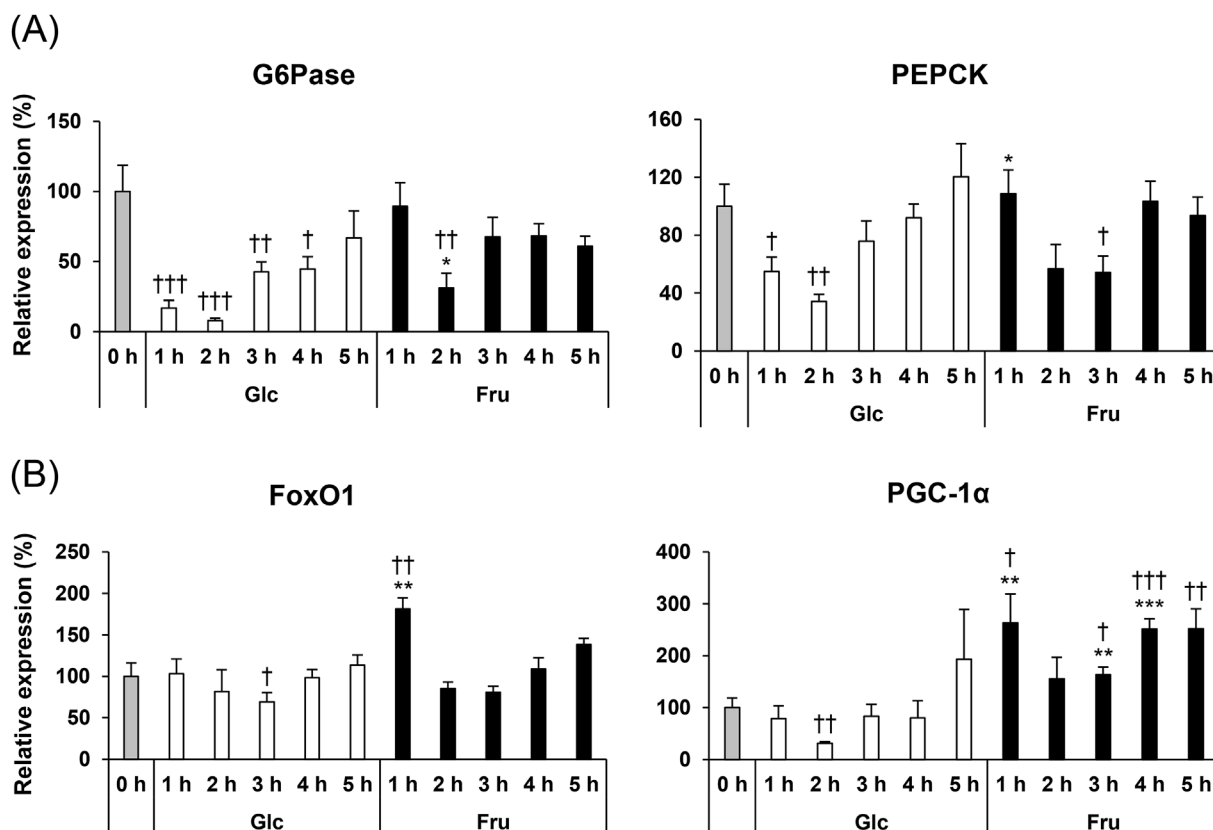 (A)
G6Pase
Relative expression (%)
150
100
50
0
†††
†††
††
†
††
*
0 h 1 h 2 h 3 h 4 h 5 h 1 h 2 h 3 h 4 h 5 h
Glc Fru
PEPCK
160
120
80
40
0
†
††
*
†
0 h 1 h 2 h 3 h 4 h 5 h 1 h 2 h 3 h 4 h 5 h
Glc Fru
(B)
FoxO1
Relative expression (%)
250
200
150
100
50
0
†
††
**
0 h 1 h 2 h 3 h 4 h 5 h 1 h 2 h 3 h 4 h 5 h
Glc Fru
PGC-1α
400
300
200
100
0
††
†
**
†
**
†††
***
††
0 h 1 h 2 h 3 h 4 h 5 h 1 h 2 h 3 h 4 h 5 h
Glc Fru